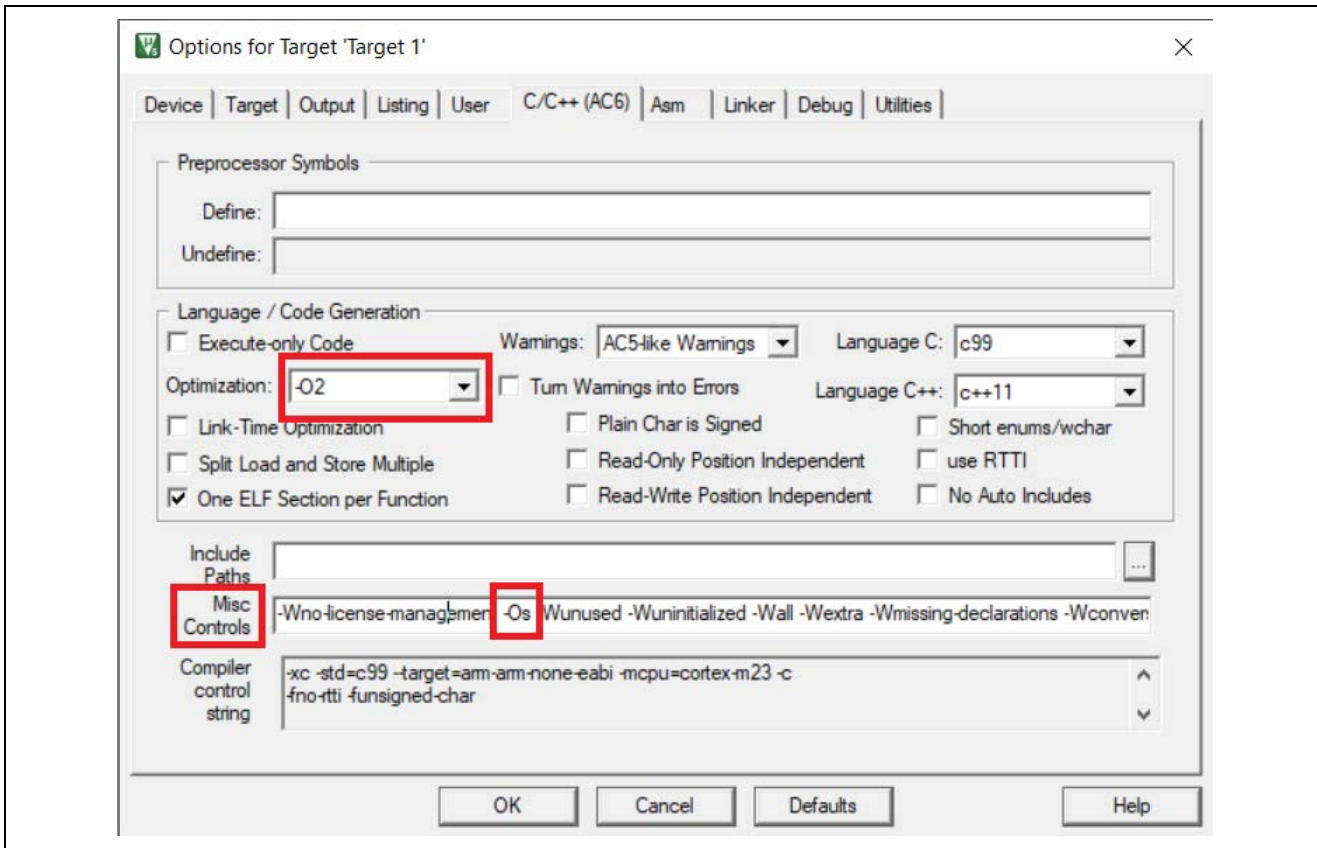 Options for Target 'Target 1'
Device Target Output Listing User C/C++ (AC6) Asm Linker Debug Utilities
Preprocessor Symbols
Define:
Undefine:
Language / Code Generation
Execute-only Code Warnings: AC5-like Warnings Language C: c99
Optimization: -O2 Turn Warnings into Errors Language C++: c++11
Link-Time Optimization Plain Char is Signed Short enums/wchar
Split Load and Store Multiple Read-Only Position Independent use RTTI
One ELF Section per Function Read-Write Position Independent No Auto Includes
Include
Paths
...
Misc
Controls
-Wno-license-management -Os -Wunused -Wuninitialized -Wall -Wextra -Wmissing-declarations -Wconver
Compiler
control
string
-xc -std=c99 --target=arm-arm-none-eabi -mcpu=cortex-m23 -c
-fno-rtti -funsigned-char
OK Cancel Defaults Help